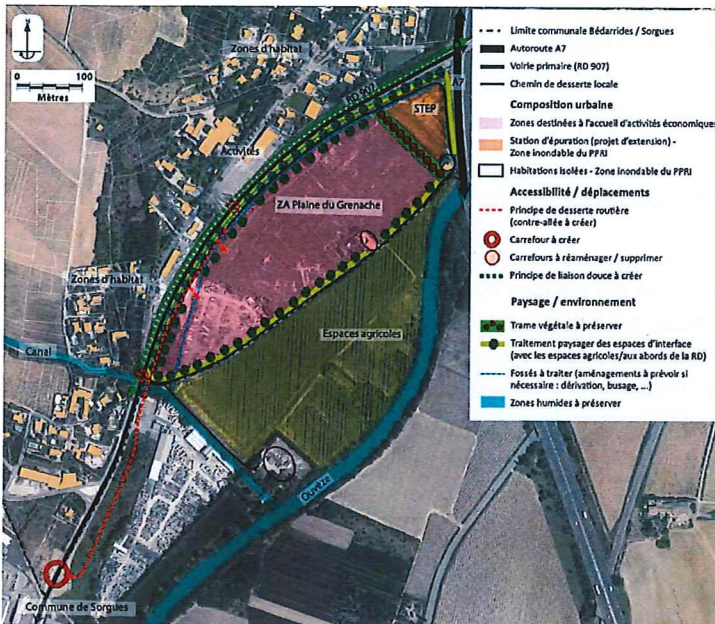 N
0 100
Mètres
Zones d'habitat
RD 907
A7
STEP
Activités
ZA Plaine du Grenache
Zones d'habitat
Espaces agricoles
Canal
Ouvèze
Commune de Sorgues
Limite communale Bédarrides / Sorgues
Autoroute A7
Voirie primaire (RD 907)
Chemin de desserte locale
Composition urbaine
Zones destinées à l'accueil d'activités économiques
Station d'épuration (projet d'extension) -
Zone inondable du PPRI
Habitations isolées - Zone inondable du PPRI
Accessibilité / déplacements
Principe de desserte routière
(contre-allée à créer)
Carrefour à créer
Carrefours à réaménager / supprimer
Principe de liaison douce à créer
Paysage / environnement
Trame végétale à préserver
Traitement paysager des espaces d'interface
(avec les espaces agricoles/aux abords de la RD)
Fossés à traiter (aménagements à prévoir si
nécessaire : dérivation, busage, ...)
Zones humides à préserver